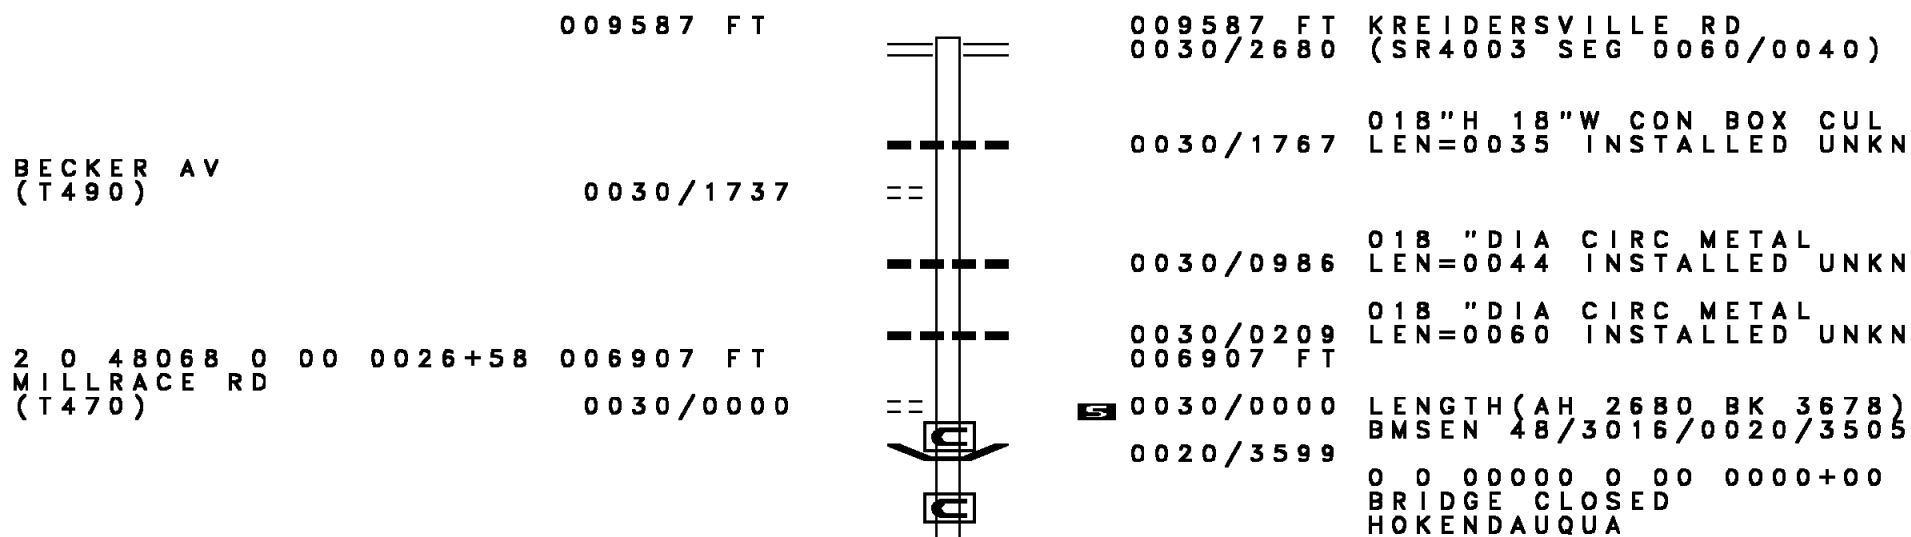 009587 FT 009587 FT KREIDERSVILLE RD
0030/2680 (SR4003 SEG 0060/0040)
018"H 18"W CON BOX CUL
0030/1767 LEN=0035 INSTALLED UNKN
BECKER AV
(T490) 0030/1737
018 "DIA CIRC METAL
0030/0986 LEN=0044 INSTALLED UNKN
018 "DIA CIRC METAL
0030/0209 LEN=0060 INSTALLED UNKN
2 0 48068 0 00 0026+58 006907 FT 006907 FT
MILLRACE RD
(T470) 0030/0000 S 0030/0000 LENGTH(AH 2680 BK 3678)
C BMSEN 48/3016/0020/3505
0020/3599
0 0 00000 0 00 0000+00
C BRIDGE CLOSED
HOKENDAUQUA